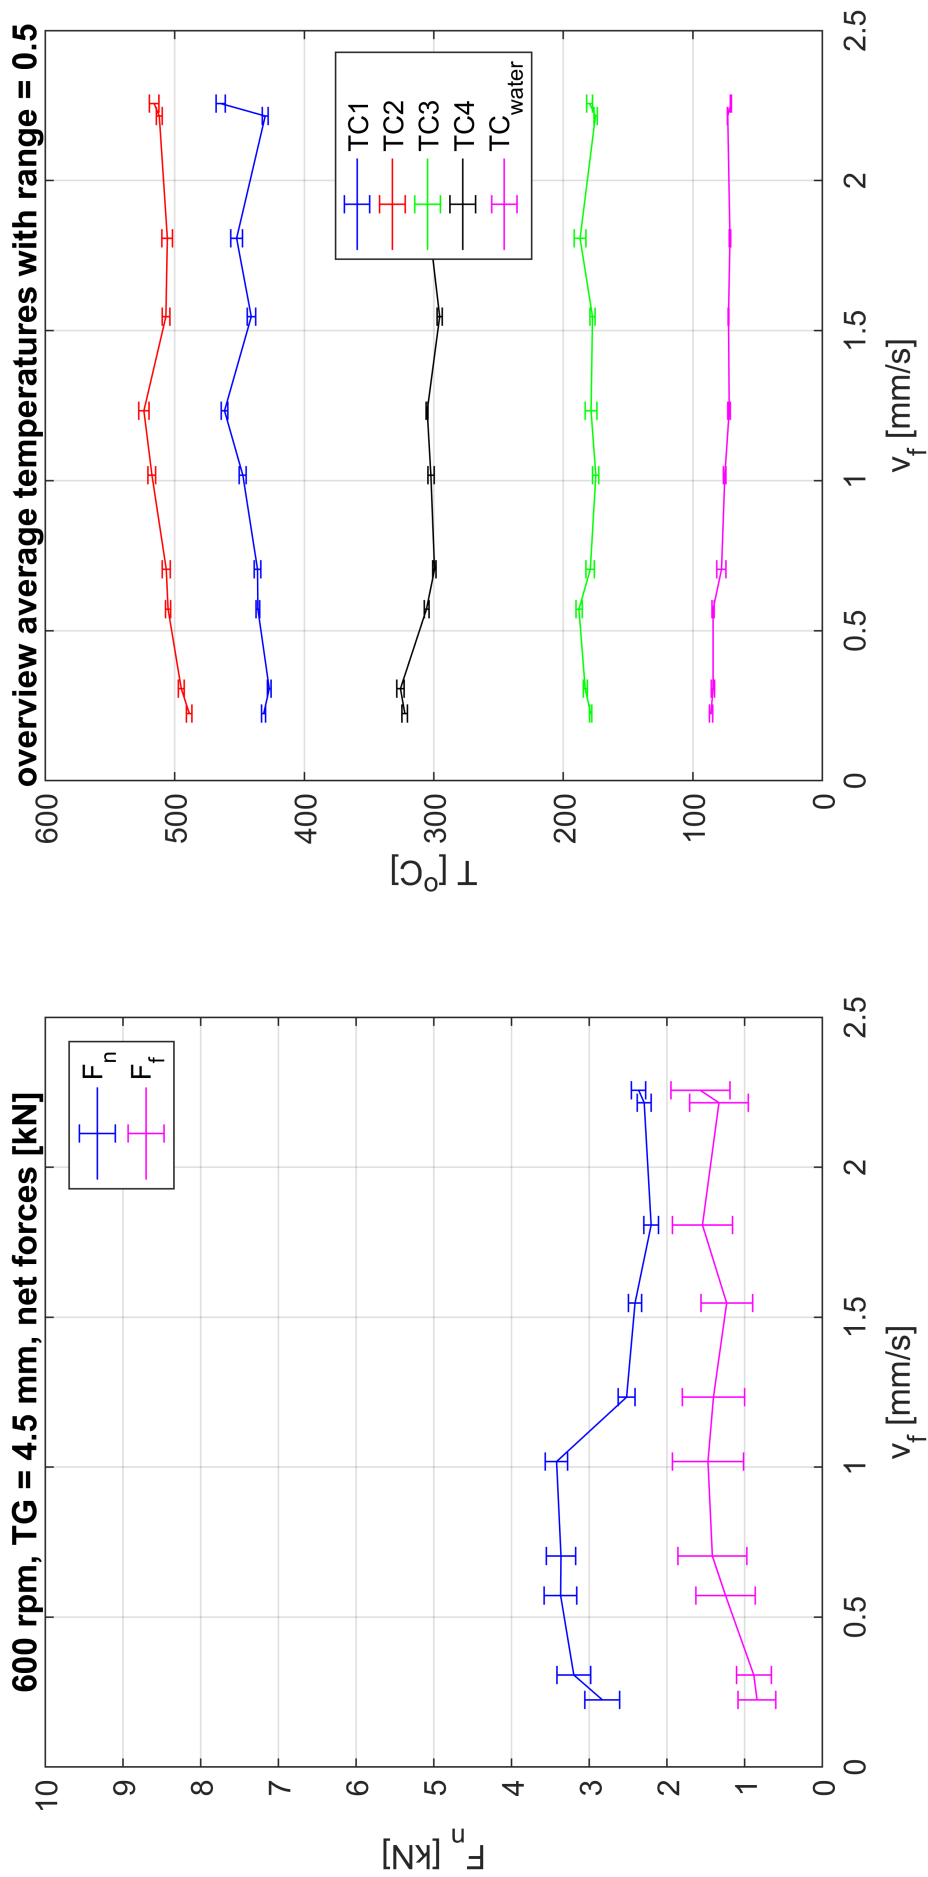 600 rpm, TG = 4.5 mm, net forces [kN]
10
9
8
7
6
5
4
3
2
1
0
F_n [kN]
0
0.5
1
1.5
2
2.5
v_f [mm/s]
F_n
F_f
overview average temperatures with range = 0.5
600
500
400
300
200
100
0
T [°C]
0
0.5
1
1.5
2
2.5
v_f [mm/s]
TC1
TC2
TC3
TC4
TC_water